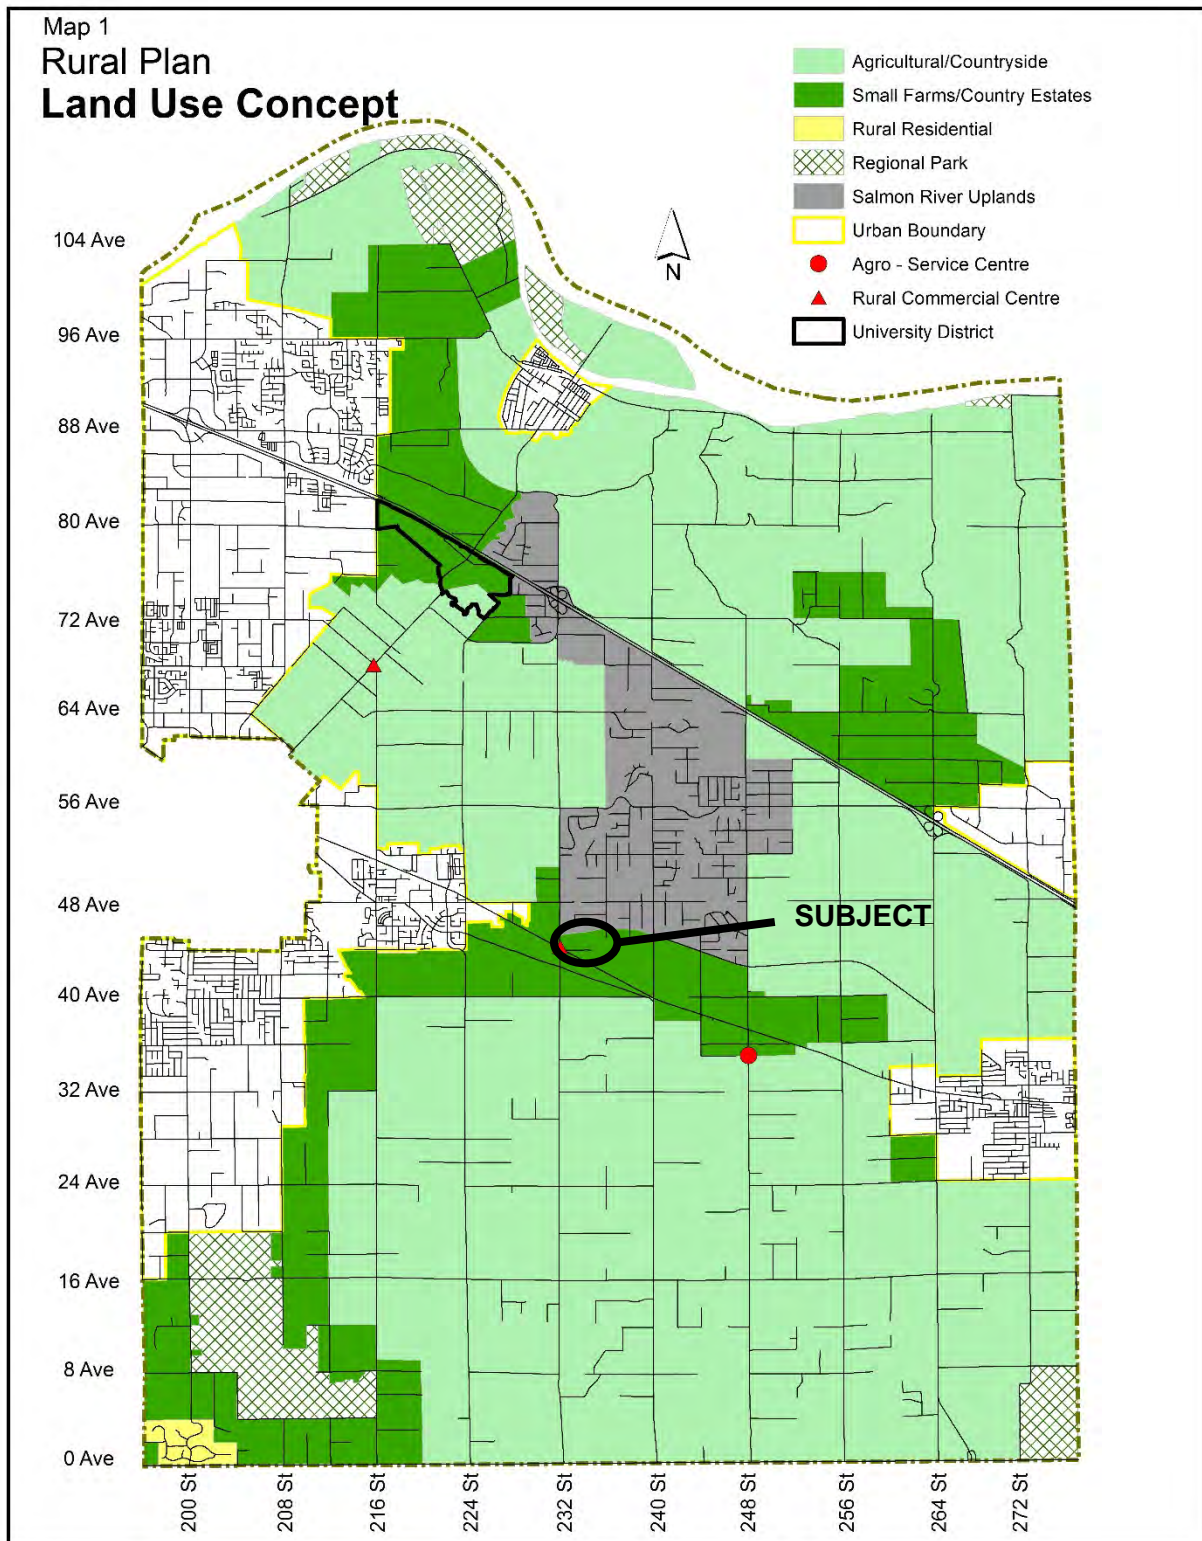 Map 1
Rural Plan
Land Use Concept
Agricultural/Countryside
Small Farms/Country Estates
Rural Residential
Regional Park
Salmon River Uplands
Urban Boundary
Agro - Service Centre
Rural Commercial Centre
University District
N
104 Ave
96 Ave
88 Ave
80 Ave
72 Ave
64 Ave
56 Ave
48 Ave
SUBJECT
40 Ave
32 Ave
24 Ave
16 Ave
8 Ave
0 Ave
200 St
208 St
216 St
224 St
232 St
240 St
248 St
256 St
264 St
272 St